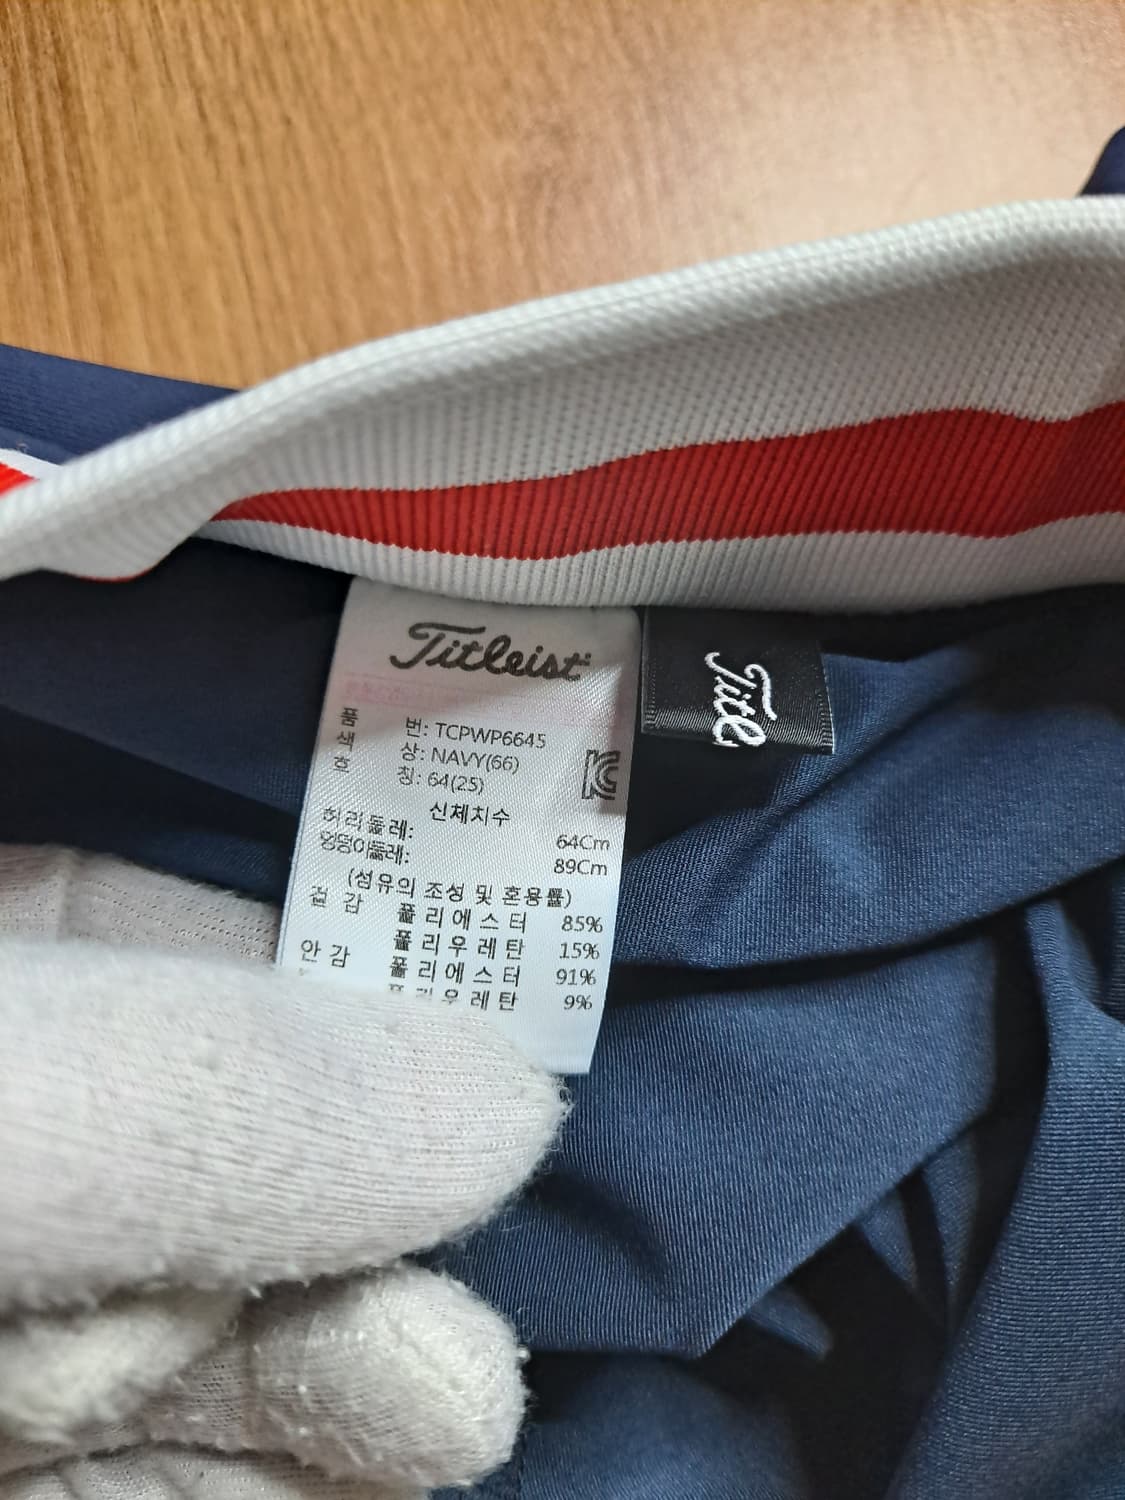 Titleist
품 번: TCPWP6645
색 상: NAVY(66)
호 칭: 64(25)
신체치수
허리둘레: 64Cm
엉덩이둘레: 89Cm
(섬유의 조성 및 혼용률)
겉 감 폴 리 에 스 터 85%
폴 리 우 레 탄 15%
안 감 폴 리 에 스 터 91%
폴 리 우 레 탄 9%
Titl